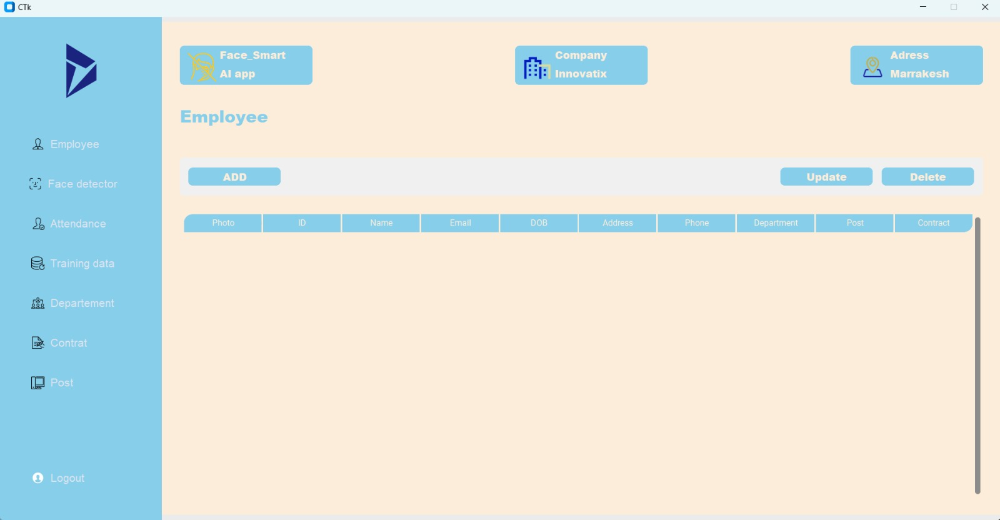 CTk
Face_Smart
AI app
Company
Innovatix
Adress
Marrakesh
Employee
Employee
Face detector
Attendance
Training data
Departement
Contrat
Post
Logout
ADD
Update
Delete
Photo ID Name Email DOB Address Phone Department Post Contract